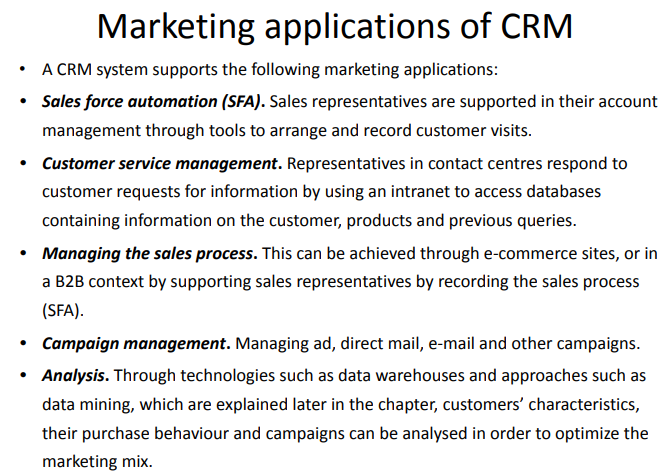 Marketing applications of CRM
• A CRM system supports the following marketing applications:
• Sales force automation (SFA). Sales representatives are supported in their account
management through tools to arrange and record customer visits.
• Customer service management. Representatives in contact centres respond to
customer requests for information by using an intranet to access databases
containing information on the customer, products and previous queries.
• Managing the sales process. This can be achieved through e-commerce sites, or in
a B2B context by supporting sales representatives by recording the sales process
(SFA).
• Campaign management. Managing ad, direct mail, e-mail and other campaigns.
• Analysis. Through technologies such as data warehouses and approaches such as
data mining, which are explained later in the chapter, customers’ characteristics,
their purchase behaviour and campaigns can be analysed in order to optimize the
marketing mix.